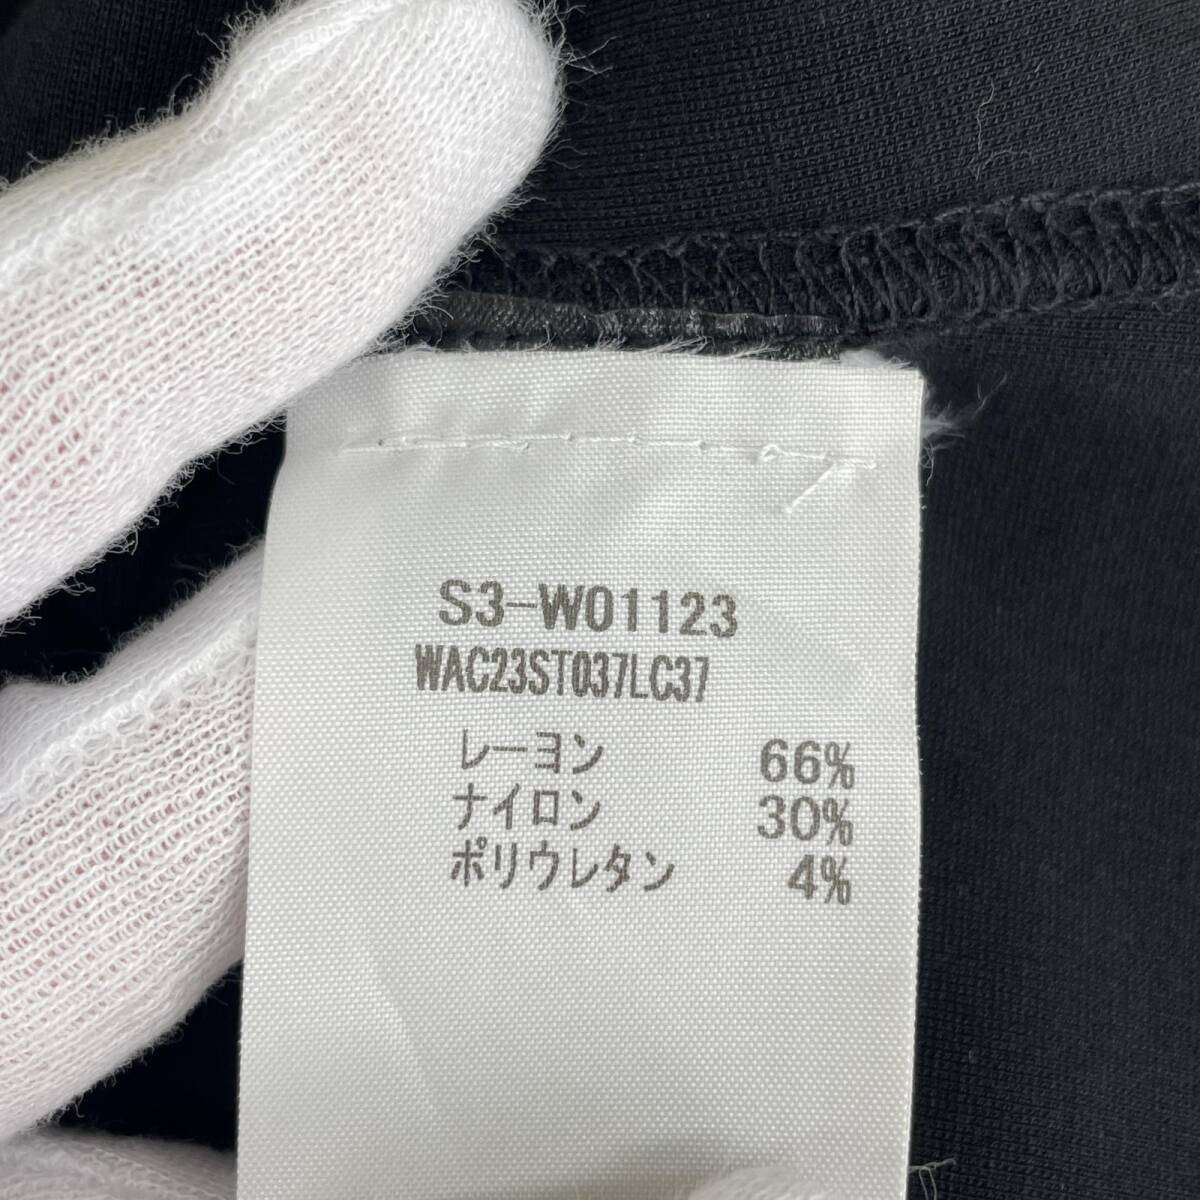 S3-W01123
WAC23ST037LC37
レーヨン 66%
ナイロン 30%
ポリウレタン 4%